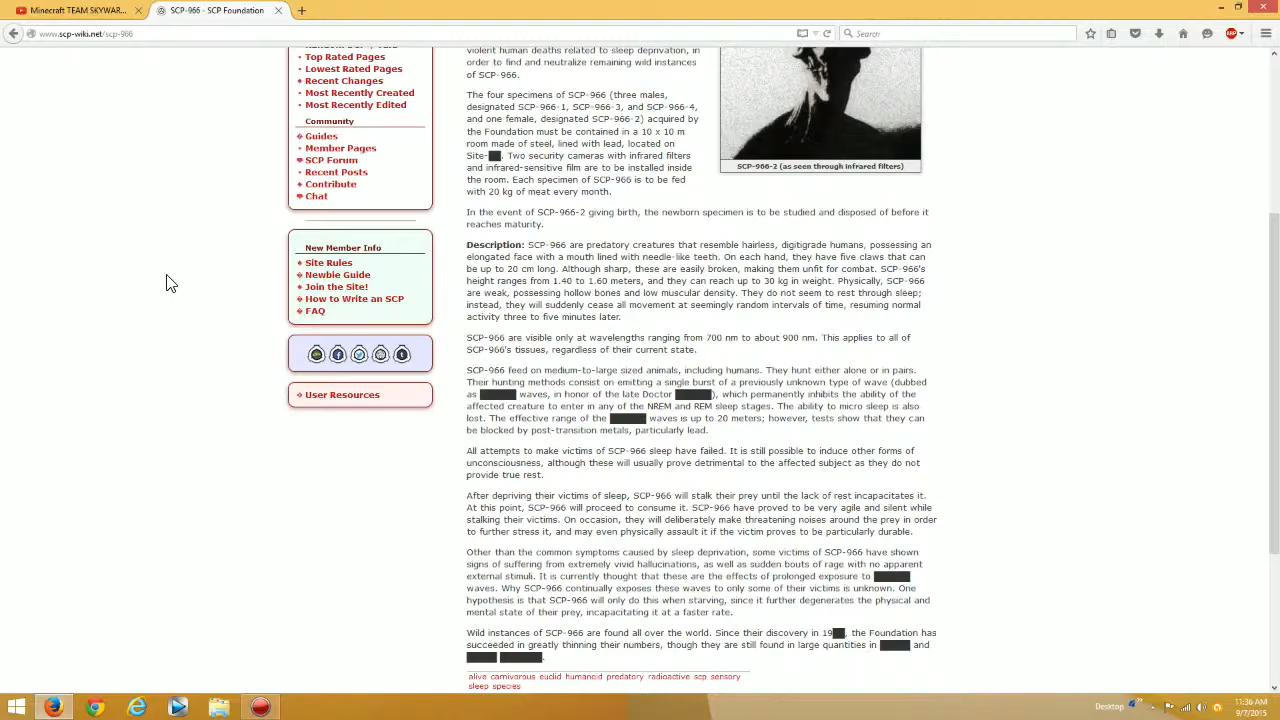 Minecraft TEAM SKYWAR...
SCP-966 - SCP Foundation
www.scp-wiki.net/scp-966
Search
ABP
Top Rated Pages
Lowest Rated Pages
Recent Changes
Most Recently Created
Most Recently Edited
Community
Guides
Member Pages
SCP Forum
Recent Posts
Contribute
Chat
New Member Info
Site Rules
Newbie Guide
Join the Site!
How to Write an SCP
FAQ
User Resources
violent human deaths related to sleep deprivation, in
order to find and neutralize remaining wild instances
of SCP-966.
The four specimens of SCP-966 (three males,
designated SCP-966-1, SCP-966-3, and SCP-966-4,
and one female, designated SCP-966-2) acquired by
the Foundation must be contained in a 10 x 10 m
room made of steel, lined with lead, located on
Site-██. Two security cameras with infrared filters
and infrared-sensitive film are to be installed inside
the room. Each specimen of SCP-966 is to be fed
with 20 kg of meat every month.
SCP-966-2 (as seen through infrared filters)
In the event of SCP-966-2 giving birth, the newborn specimen is to be studied and disposed of before it
reaches maturity.
Description: SCP-966 are predatory creatures that resemble hairless, digitigrade humans, possessing an
elongated face with a mouth lined with needle-like teeth. On each hand, they have five claws that can
be up to 20 cm long. Although sharp, these are easily broken, making them unfit for combat. SCP-966's
height ranges from 1.40 to 1.60 meters, and they can reach up to 30 kg in weight. Physically, SCP-966
are weak, possessing hollow bones and low muscular density. They do not seem to rest through sleep;
instead, they will suddenly cease all movement at seemingly random intervals of time, resuming normal
activity three to five minutes later.
SCP-966 are visible only at wavelengths ranging from 700 nm to about 900 nm. This applies to all of
SCP-966's tissues, regardless of their current state.
SCP-966 feed on medium-to-large sized animals, including humans. They hunt either alone or in pairs.
Their hunting methods consist on emitting a single burst of a previously unknown type of wave (dubbed
as ██████ waves, in honor of the late Doctor ██████), which permanently inhibits the ability of the
affected creature to enter in any of the NREM and REM sleep stages. The ability to micro sleep is also
lost. The effective range of the ██████ waves is up to 20 meters; however, tests show that they can
be blocked by post-transition metals, particularly lead.
All attempts to make victims of SCP-966 sleep have failed. It is still possible to induce other forms of
unconsciousness, although these will usually prove detrimental to the affected subject as they do not
provide true rest.
After depriving their victims of sleep, SCP-966 will stalk their prey until the lack of rest incapacitates it.
At this point, SCP-966 will proceed to consume it. SCP-966 have proved to be very agile and silent while
stalking their victims. On occasion, they will deliberately make threatening noises around the prey in order
to further stress it, and may even physically assault it if the victim proves to be particularly durable.
Other than the common symptoms caused by sleep deprivation, some victims of SCP-966 have shown
signs of suffering from extremely vivid hallucinations, as well as sudden bouts of rage with no apparent
external stimuli. It is currently thought that these are the effects of prolonged exposure to ██████
waves. Why SCP-966 continually exposes these waves to only some of their victims is unknown. One
hypothesis is that SCP-966 will only do this when starving, since it further degenerates the physical and
mental state of their prey, incapacitating it at a faster rate.
Wild instances of SCP-966 are found all over the world. Since their discovery in 19██, the Foundation has
succeeded in greatly thinning their numbers, though they are still found in large quantities in █████ and
█████ ███████.
alive carnivorous euclid humanoid predatory radioactive scp sensory
sleep species
Desktop
11:36 AM
9/7/2015